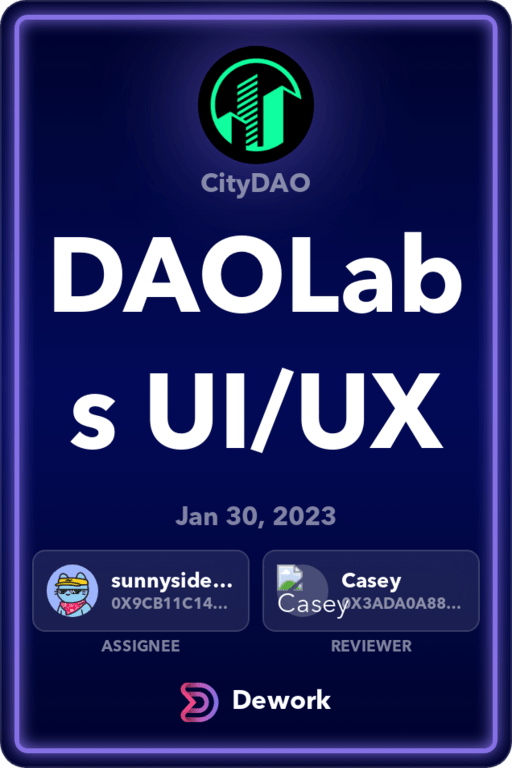 CityDAO
DAOLab
s UI/UX
Jan 30, 2023
sunnyside...
0X9CB11C14...
Casey
Casey
0X3ADA0A88...
ASSIGNEE
REVIEWER
Dework